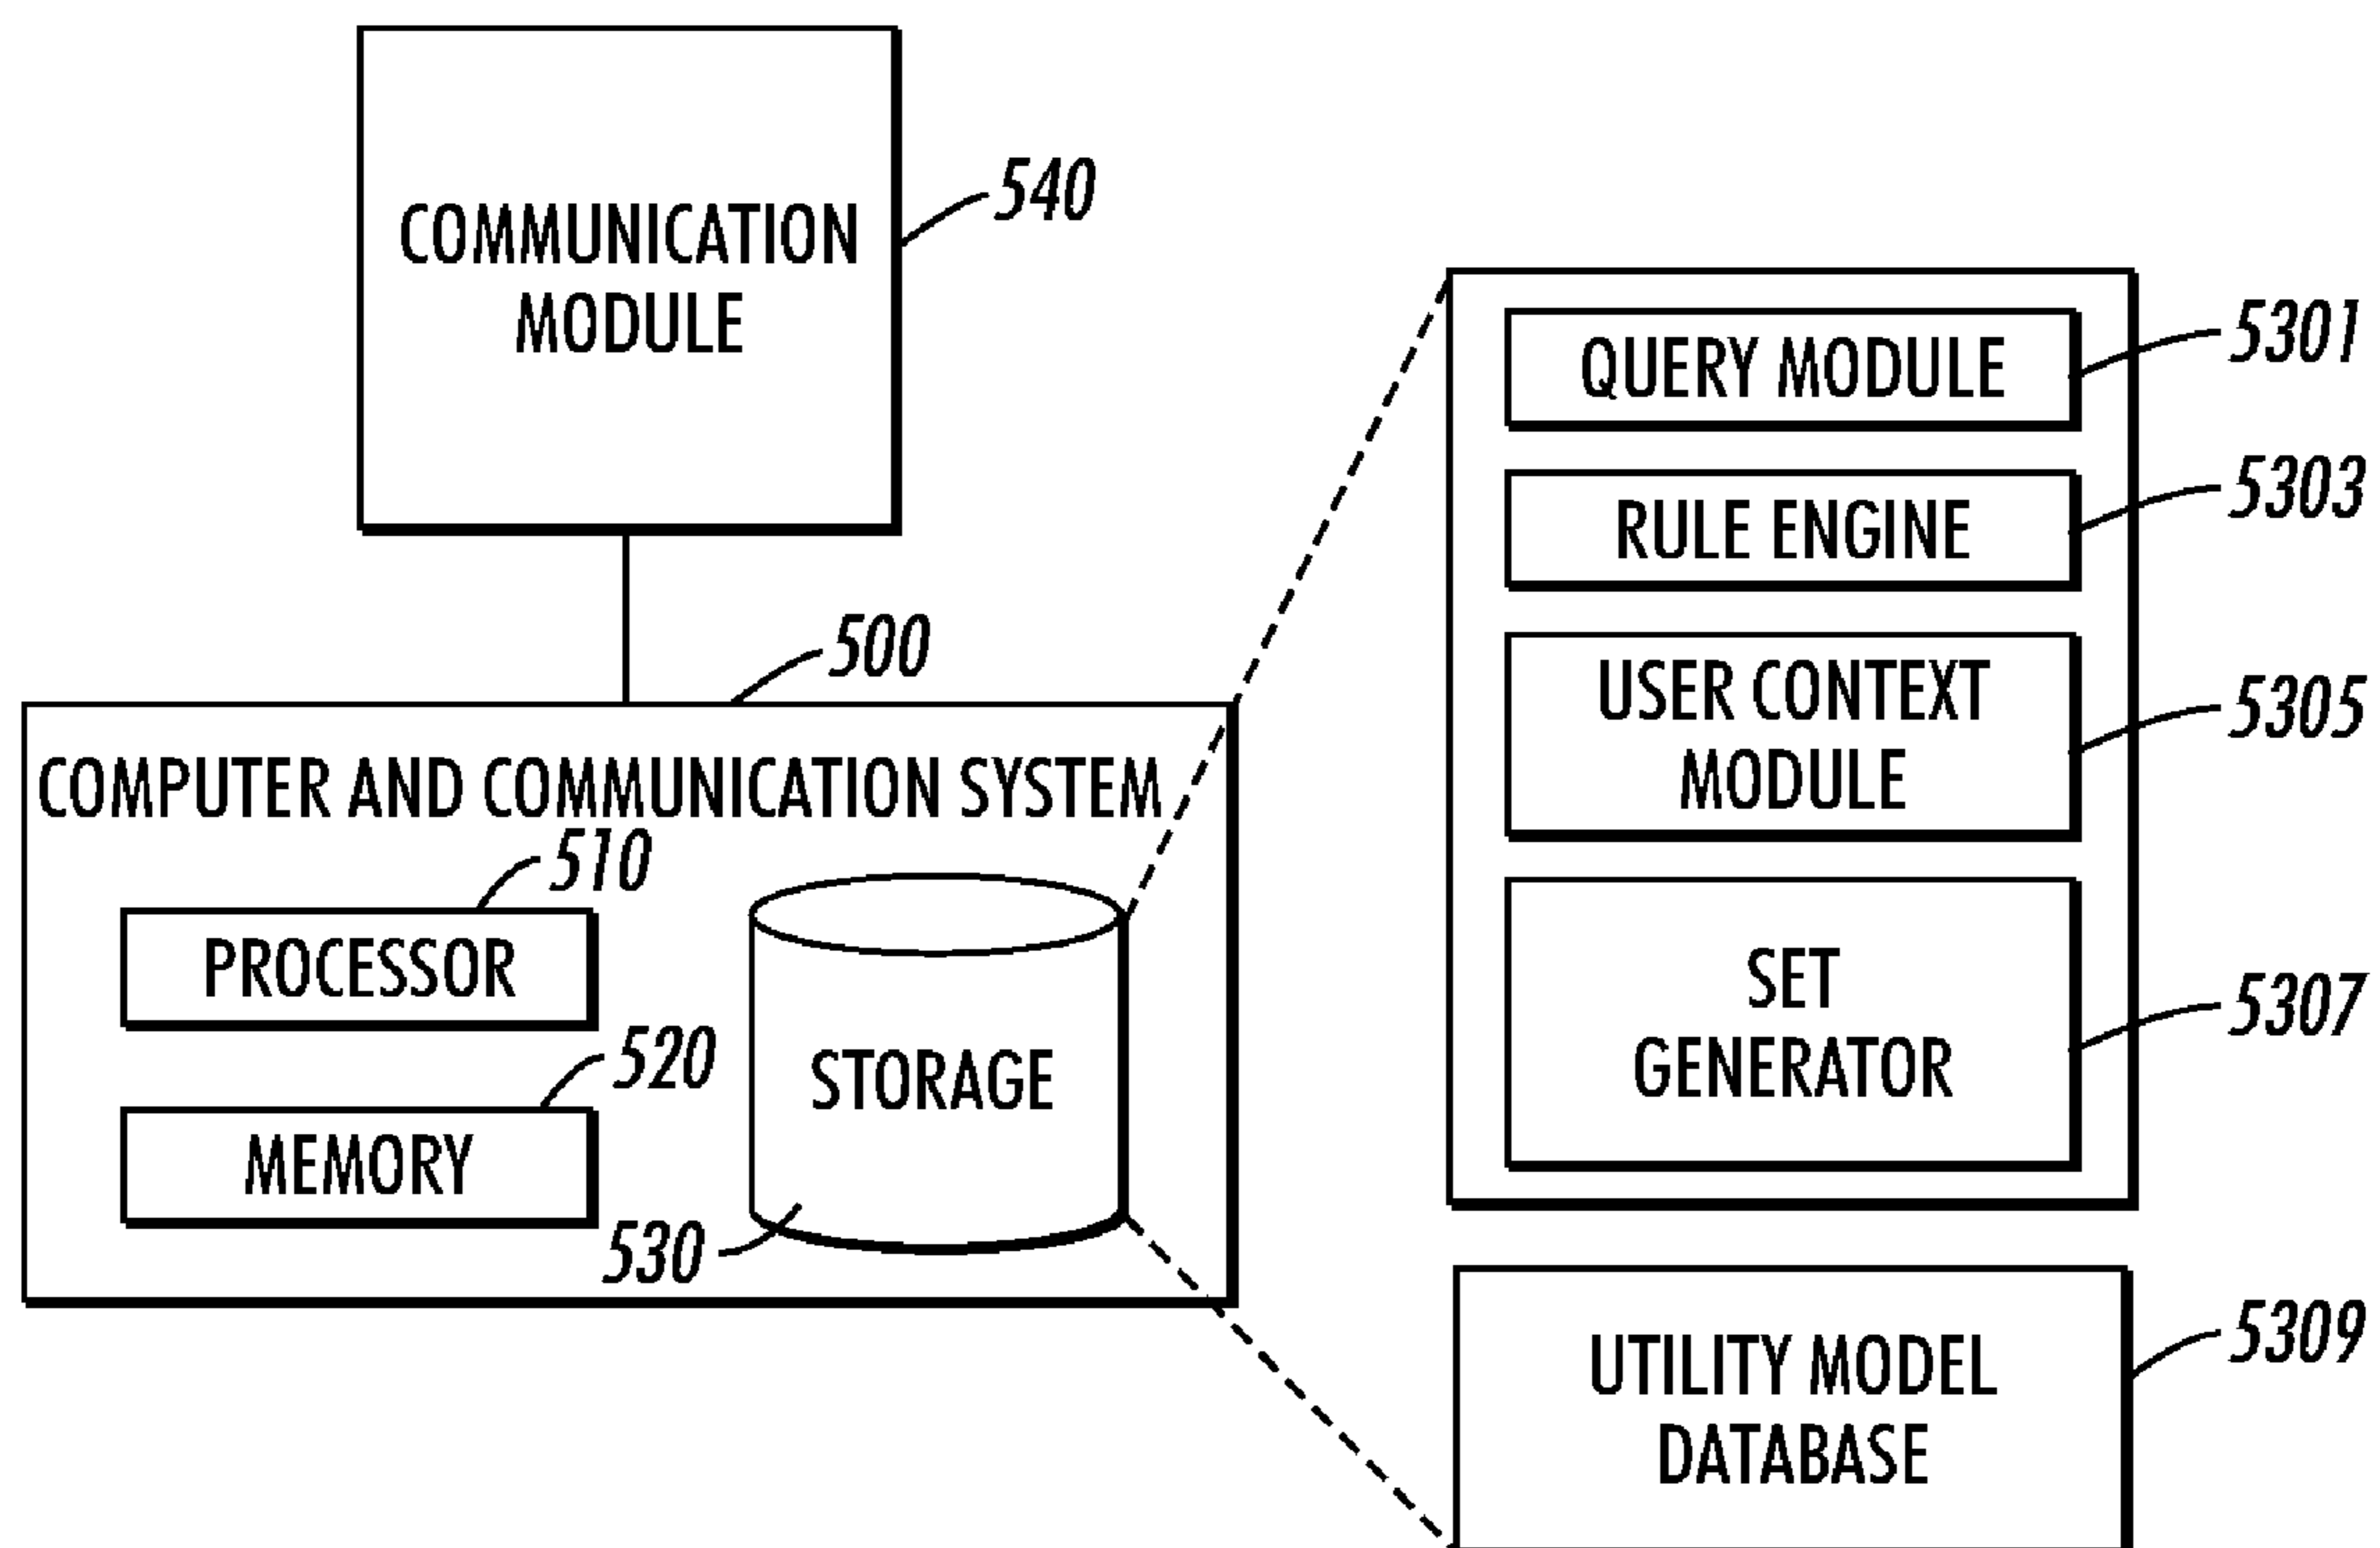 COMMUNICATION
MODULE
540
500
COMPUTER AND COMMUNICATION SYSTEM
510
PROCESSOR
520
MEMORY
STORAGE
530
QUERY MODULE
5301
RULE ENGINE
5303
USER CONTEXT
MODULE
5305
SET
GENERATOR
5307
UTILITY MODEL
DATABASE
5309